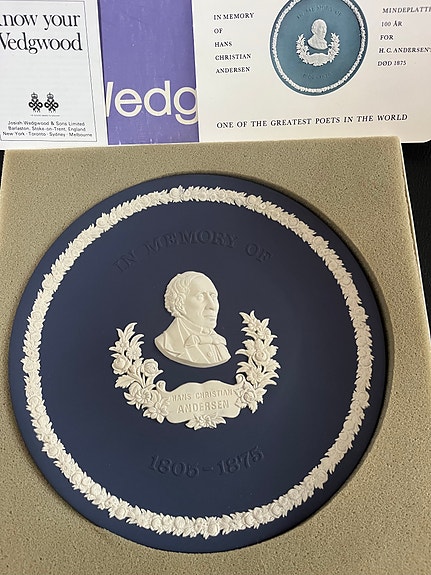 now your
Wedgwood
Josiah Wedgwood & Sons Limited
Barlaston, Stoke-on-Trent, England
New York · Toronto · Sydney · Melbourne
Wedg
IN MEMORY
OF
HANS
CHRISTIAN
ANDERSEN
MINDEPLATTE
100 ÅR
FOR
H.C. ANDERSEN'S
DØD 1875
ONE OF THE GREATEST POETS IN THE WORLD
IN MEMORY OF
HANS CHRISTIAN
ANDERSEN
1805-1875